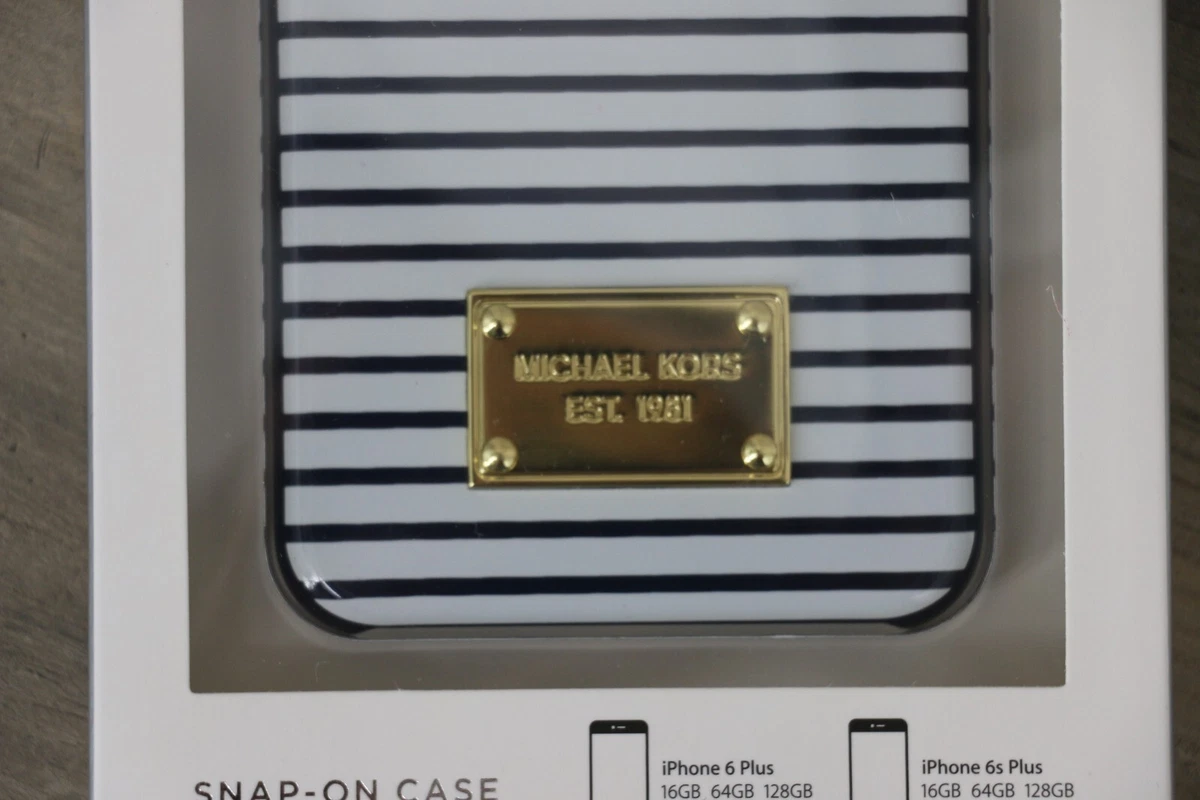 MICHAEL KORS
EST. 1981
SNAP-ON CASE
iPhone 6 Plus
16GB 64GB 128GB
iPhone 6s Plus
16GB 64GB 128GB